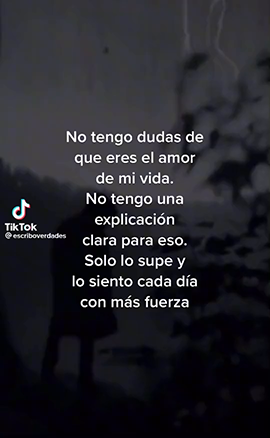 No tengo dudas de
que eres el amor
de mi vida.
No tengo una
explicación
clara para eso.
Solo lo supe y
lo siento cada día
con más fuerza
TikTok
@escriboverdades